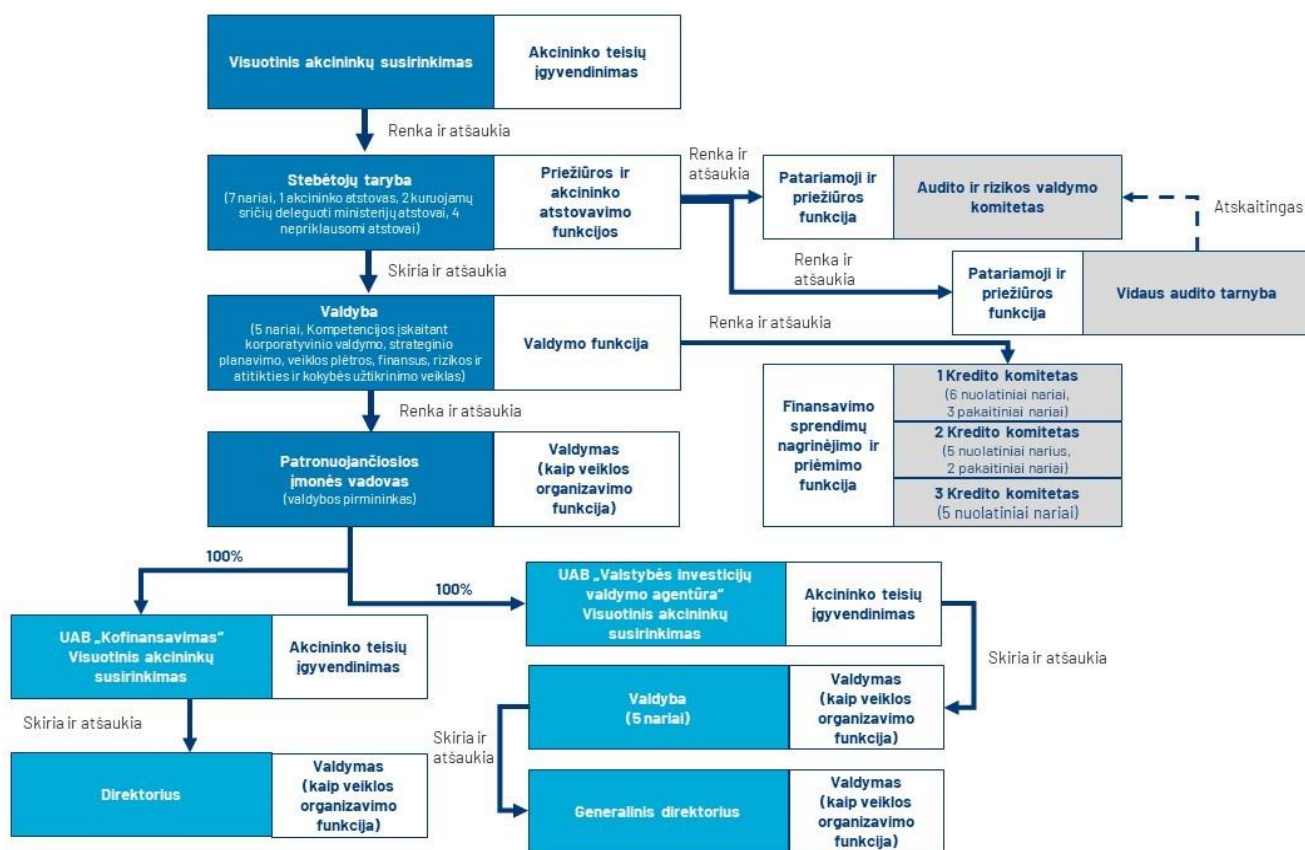 Visuotinis akcininkų susirinkimas
Akcininko teisių
įgyvendinimas
Renka ir atšaukia
Stebėtojų taryba
(7 nariai, 1 akcininko atstovas, 2 kuruojamų
sričių deleguoti ministerijų atstovai, 4
nepriklausomi atstovai)
Priežiūros ir
akcininko
atstovavimo
funkcijos
Renka ir
atšaukia
Patariamoji ir
priežiūros
funkcija
Audito ir rizikos valdymo
komitetas
Atskaitingas
Skiria ir atšaukia
Renka ir
atšaukia
Patariamoji ir
priežiūros
funkcija
Vidaus audito tarnyba
Valdyba
(5 nariai, Kompetencijos įskaitant
korporatyvinio valdymo, strateginio
planavimo, veiklos plėtros, finansus, rizikos ir
atitikties ir kokybės užtikrinimo veiklas)
Valdymo funkcija
Renka ir atšaukia
Finansavimo
sprendimų
nagrinėjimo ir
priėmimo
funkcija
1 Kredito komitetas
(6 nuolatiniai nariai,
3 pakaitiniai nariai)
2 Kredito komitetas
(5 nuolatiniai narius,
2 pakaitiniai nariai)
3 Kredito komitetas
(5 nuolatiniai nariai)
Renka ir atšaukia
Patronuojančiosios
įmonės vadovas
(valdybos pirmininkas)
Valdymas
(kaip veiklos
organizavimo
funkcija)
100%
100%
UAB „Kofinansavimas“
Visuotinis akcininkų
susirinkimas
Akcininko teisių
įgyvendinimas
Skiria ir atšaukia
Direktorius
Valdymas
(kaip veiklos
organizavimo
funkcija)
UAB „Valstybės investicijų
valdymo agentūra“
Visuotinis akcininkų
susirinkimas
Akcininko teisių
įgyvendinimas
Skiria ir atšaukia
Valdyba
(5 nariai)
Valdymas
(kaip veiklos
organizavimo
funkcija)
Skiria ir
atšaukia
Generalinis direktorius
Valdymas
(kaip veiklos
organizavimo
funkcija)